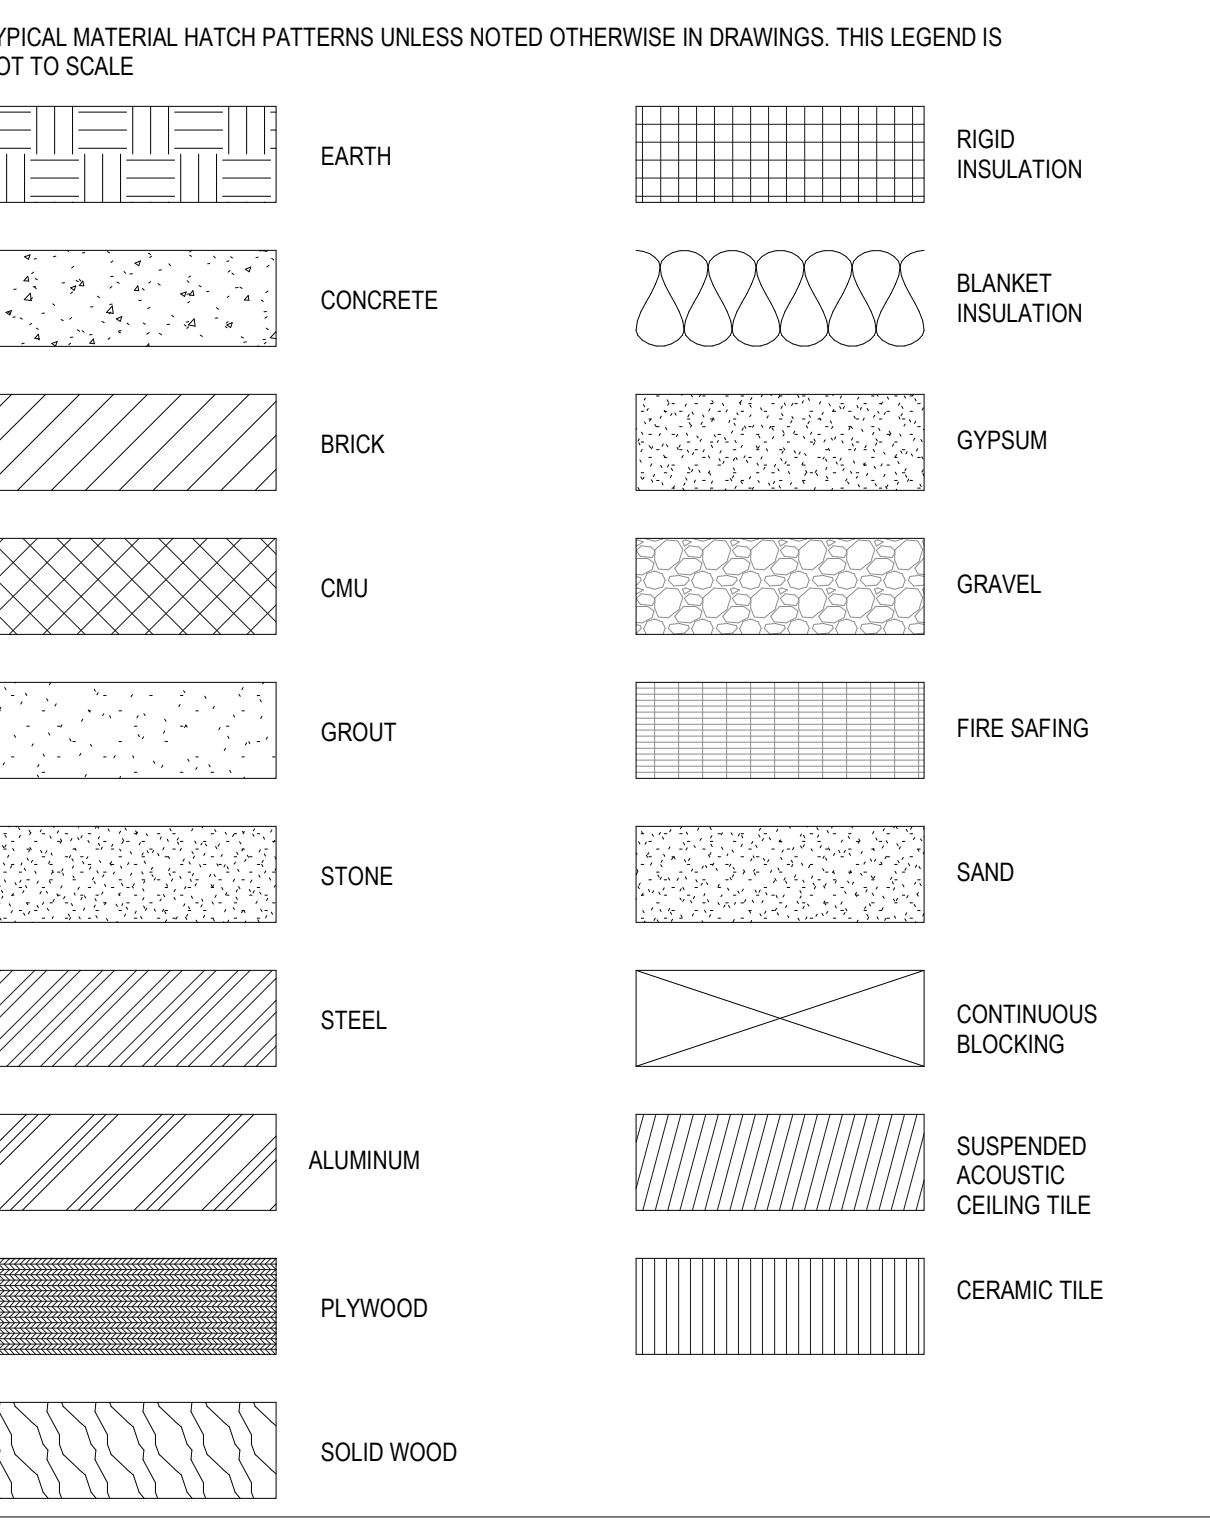 YPICAL MATERIAL HATCH PATTERNS UNLESS NOTED OTHERWISE IN DRAWINGS. THIS LEGEND IS
OT TO SCALE
EARTH
CONCRETE
BRICK
CMU
GROUT
STONE
STEEL
ALUMINUM
PLYWOOD
SOLID WOOD
RIGID
INSULATION
BLANKET
INSULATION
GYPSUM
GRAVEL
FIRE SAFING
SAND
CONTINUOUS
BLOCKING
SUSPENDED
ACOUSTIC
CEILING TILE
CERAMIC TILE